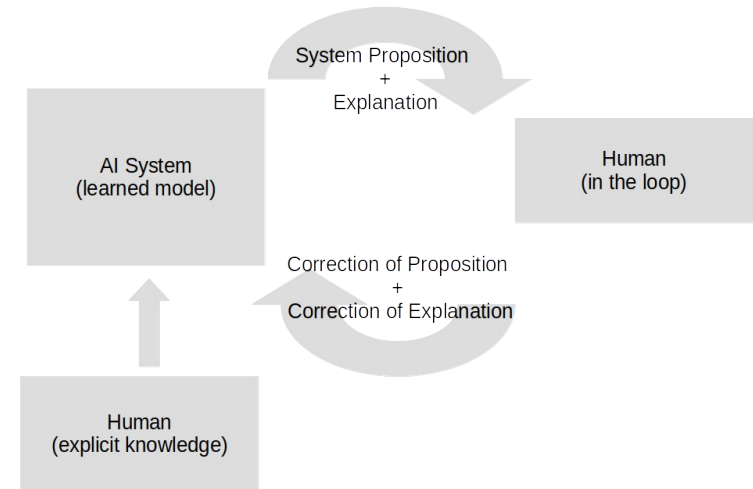 System Proposition
+
Explanation
AI System
(learned model)
Human
(in the loop)
Correction of Proposition
+
Correction of Explanation
Human
(explicit knowledge)